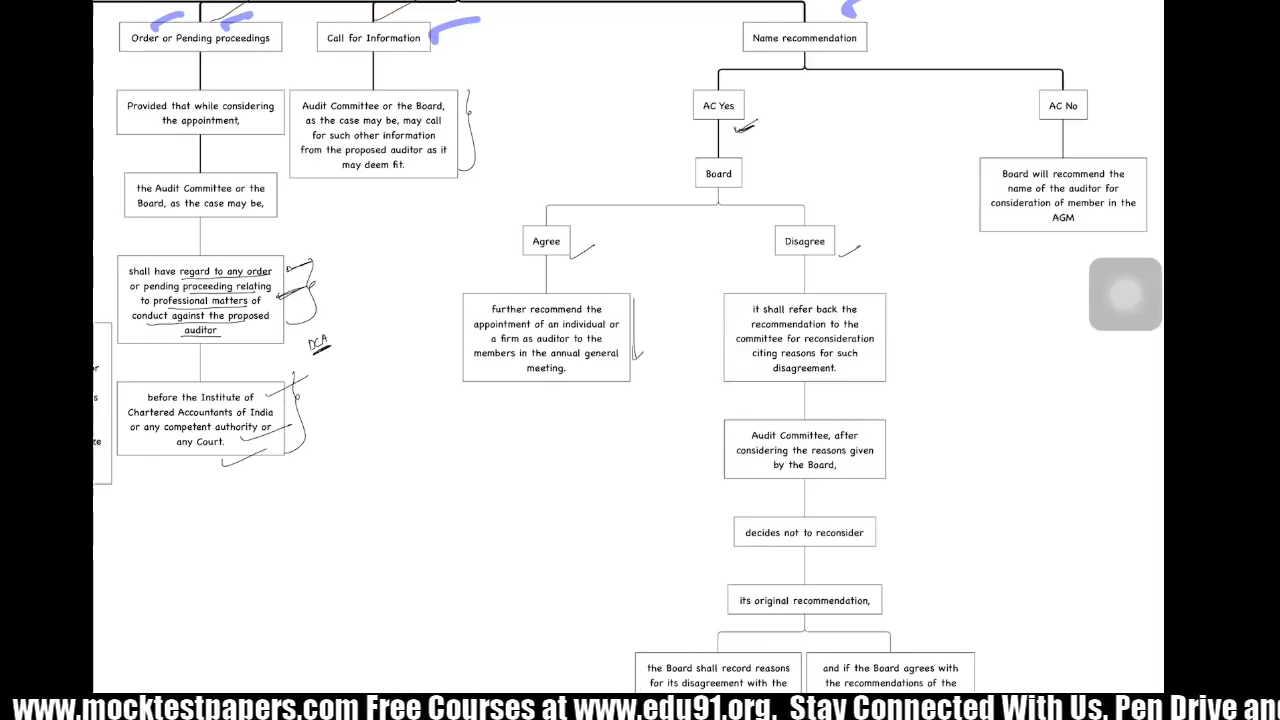 Order or Pending proceedings
Provided that while considering
the appointment,
the Audit Committee or the
Board, as the case may be,
shall have regard to any order
or pending proceeding relating
to professional matters of
conduct against the proposed
auditor
DCA
before the Institute of
Chartered Accountants of India
or any competent authority or
any Court.
Call for Information
Audit Committee or the Board,
as the case may be, may call
for such other information
from the proposed auditor as it
may deem fit.
Name recommendation
AC Yes
Board
Agree
further recommend the
appointment of an individual or
a firm as auditor to the
members in the annual general
meeting.
Disagree
it shall refer back the
recommendation to the
committee for reconsideration
citing reasons for such
disagreement.
Audit Committee, after
considering the reasons given
by the Board,
decides not to reconsider
its original recommendation,
the Board shall record reasons
for its disagreement with the
and if the Board agrees with
the recommendations of the
AC No
Board will recommend the
name of the auditor for
consideration of member in the
AGM
www.mocktestpapers.com Free Courses at www.edu91.org. Stay Connected With Us. Pen Drive an